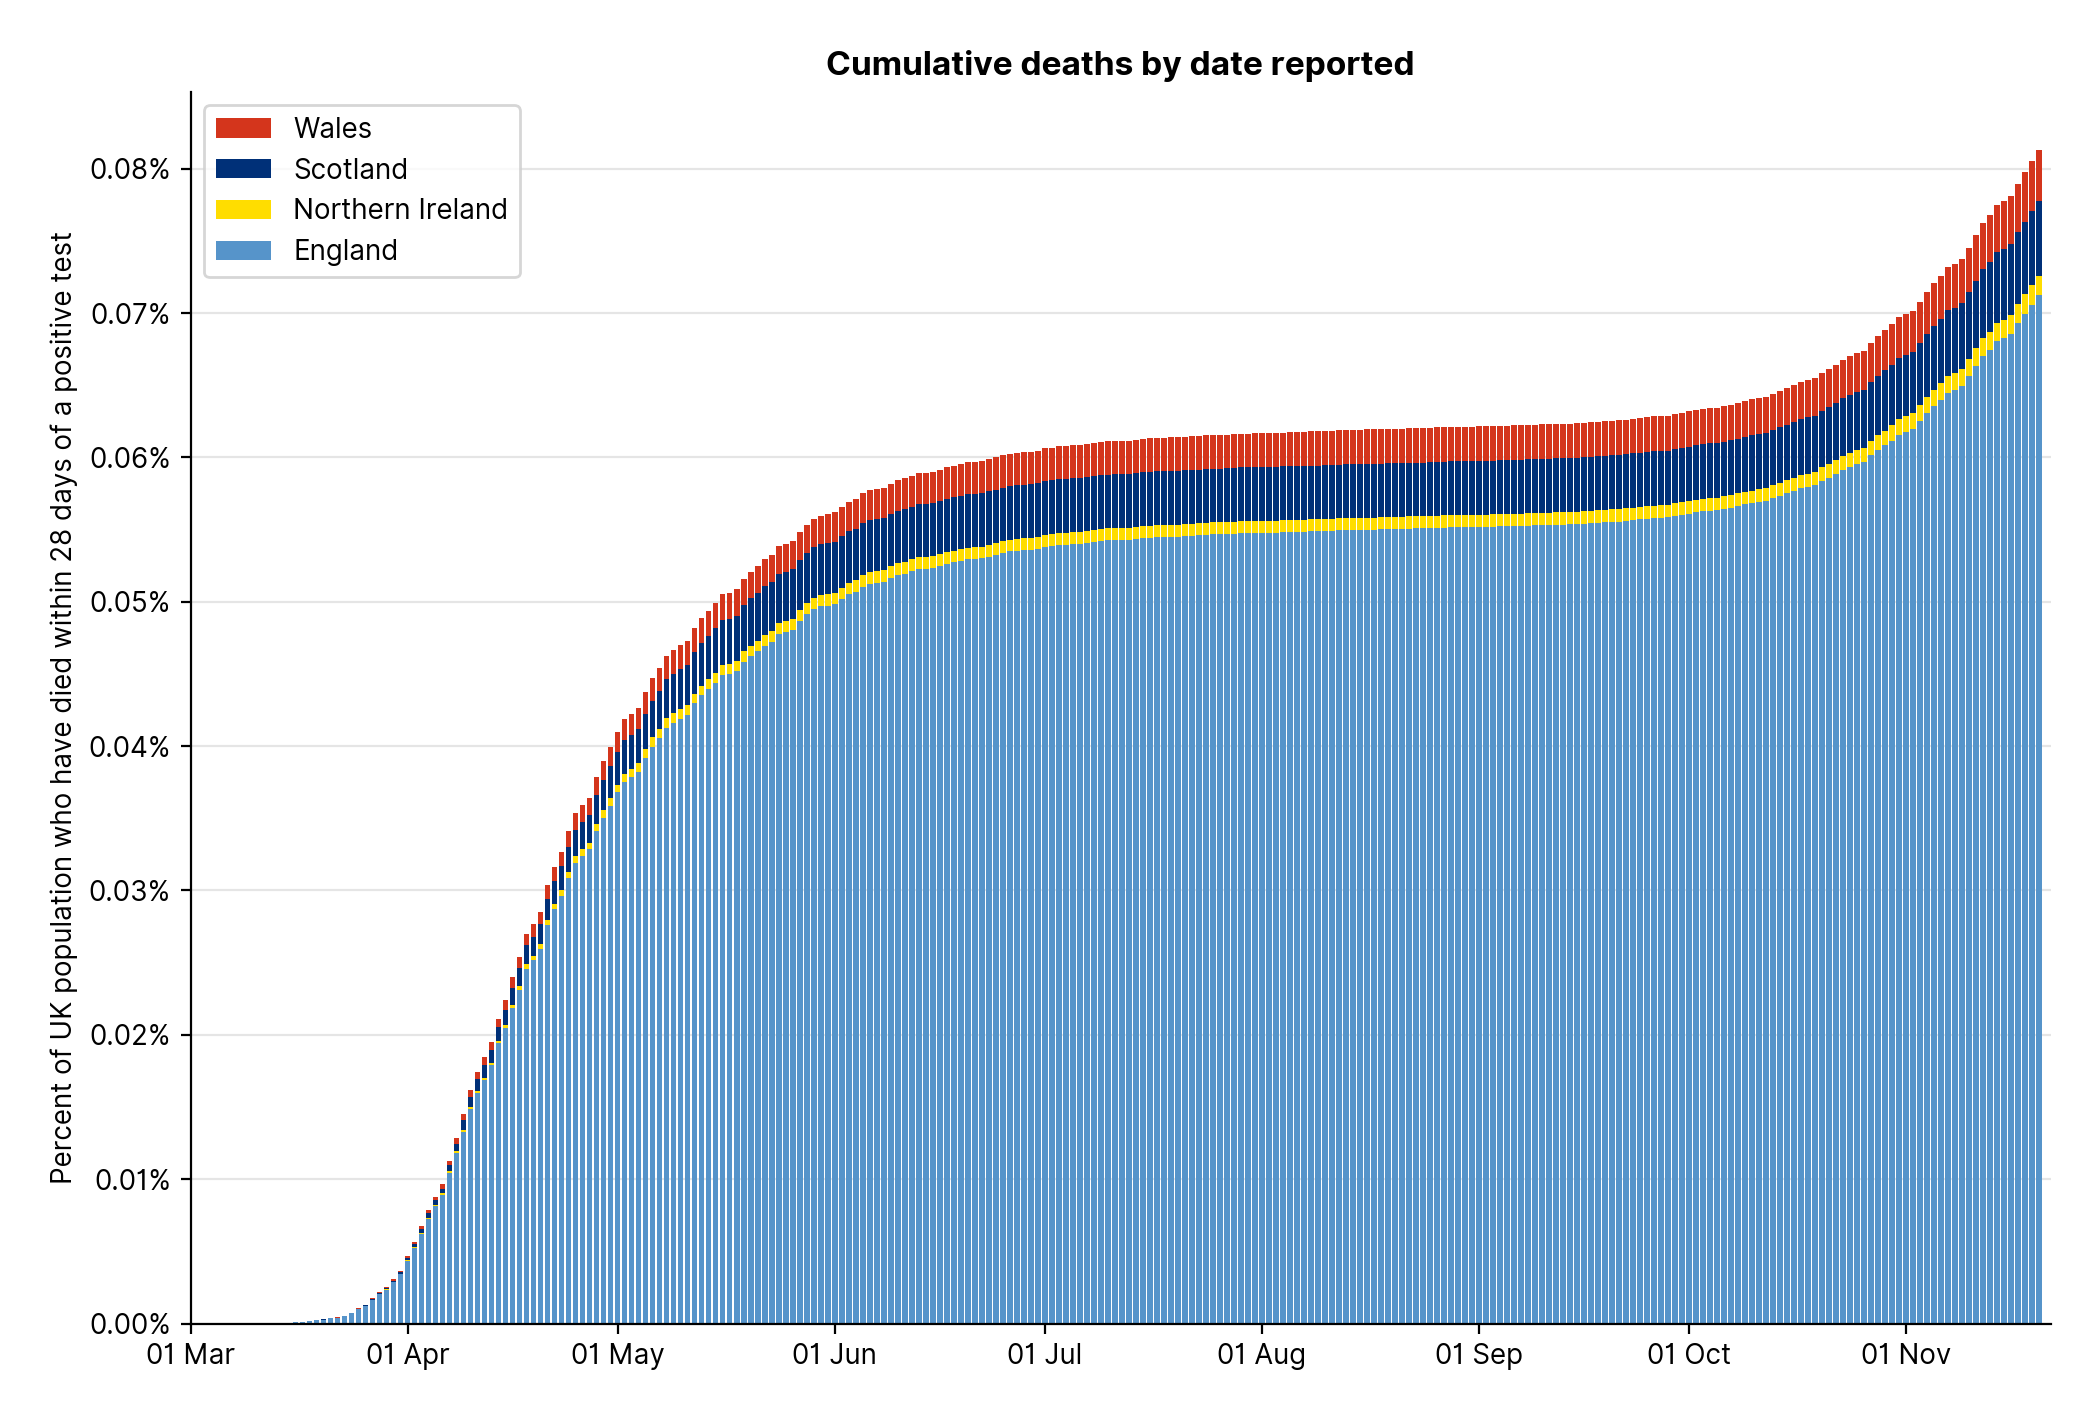 Cumulative deaths by date reported
Wales
Scotland
Northern Ireland
England
Percent of UK population who have died within 28 days of a positive test
0.08%
0.07%
0.06%
0.05%
0.04%
0.03%
0.02%
0.01%
0.00%
01 Mar 01 Apr 01 May 01 Jun 01 Jul 01 Aug 01 Sep 01 Oct 01 Nov